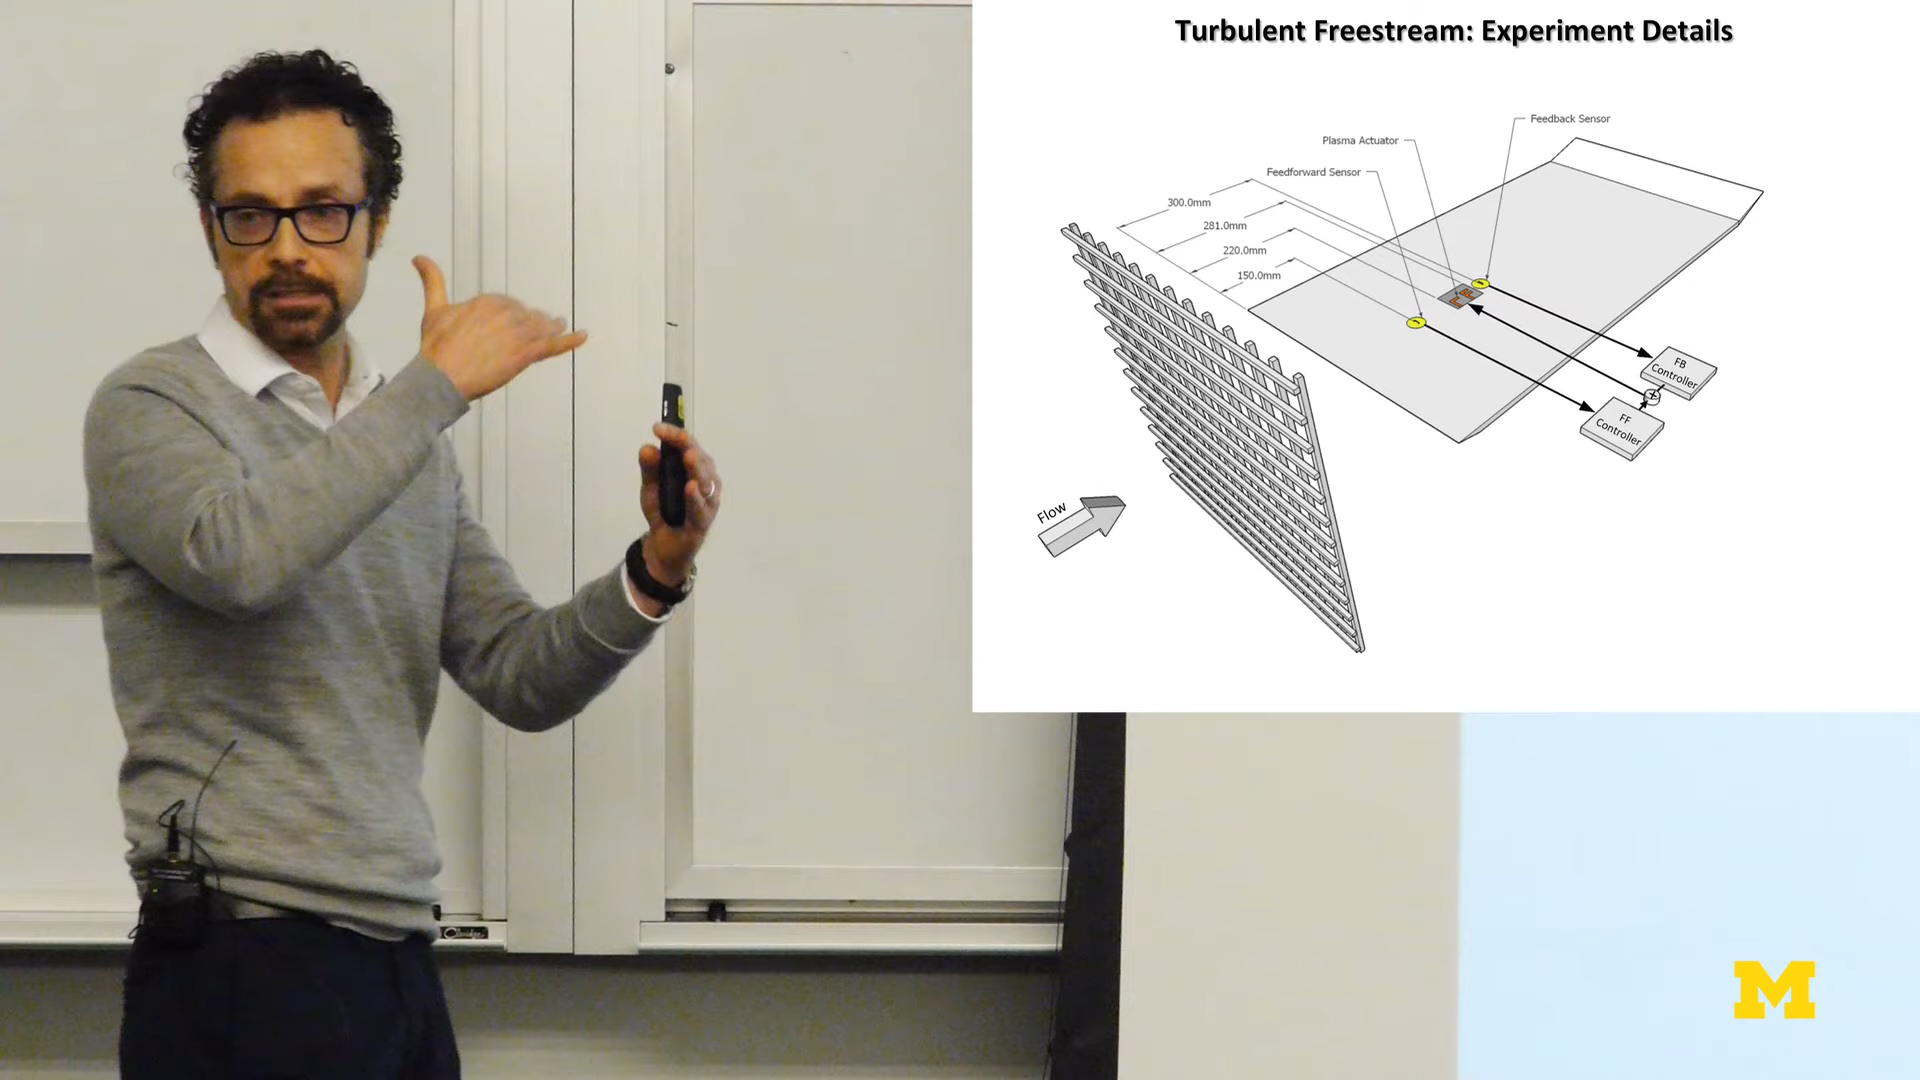 Turbulent Freestream: Experiment Details
Feedback Sensor
Plasma Actuator
Feedforward Sensor
300.0mm
281.0mm
220.0mm
150.0mm
FB
Controller
FF
Controller
Flow
Claridge
M